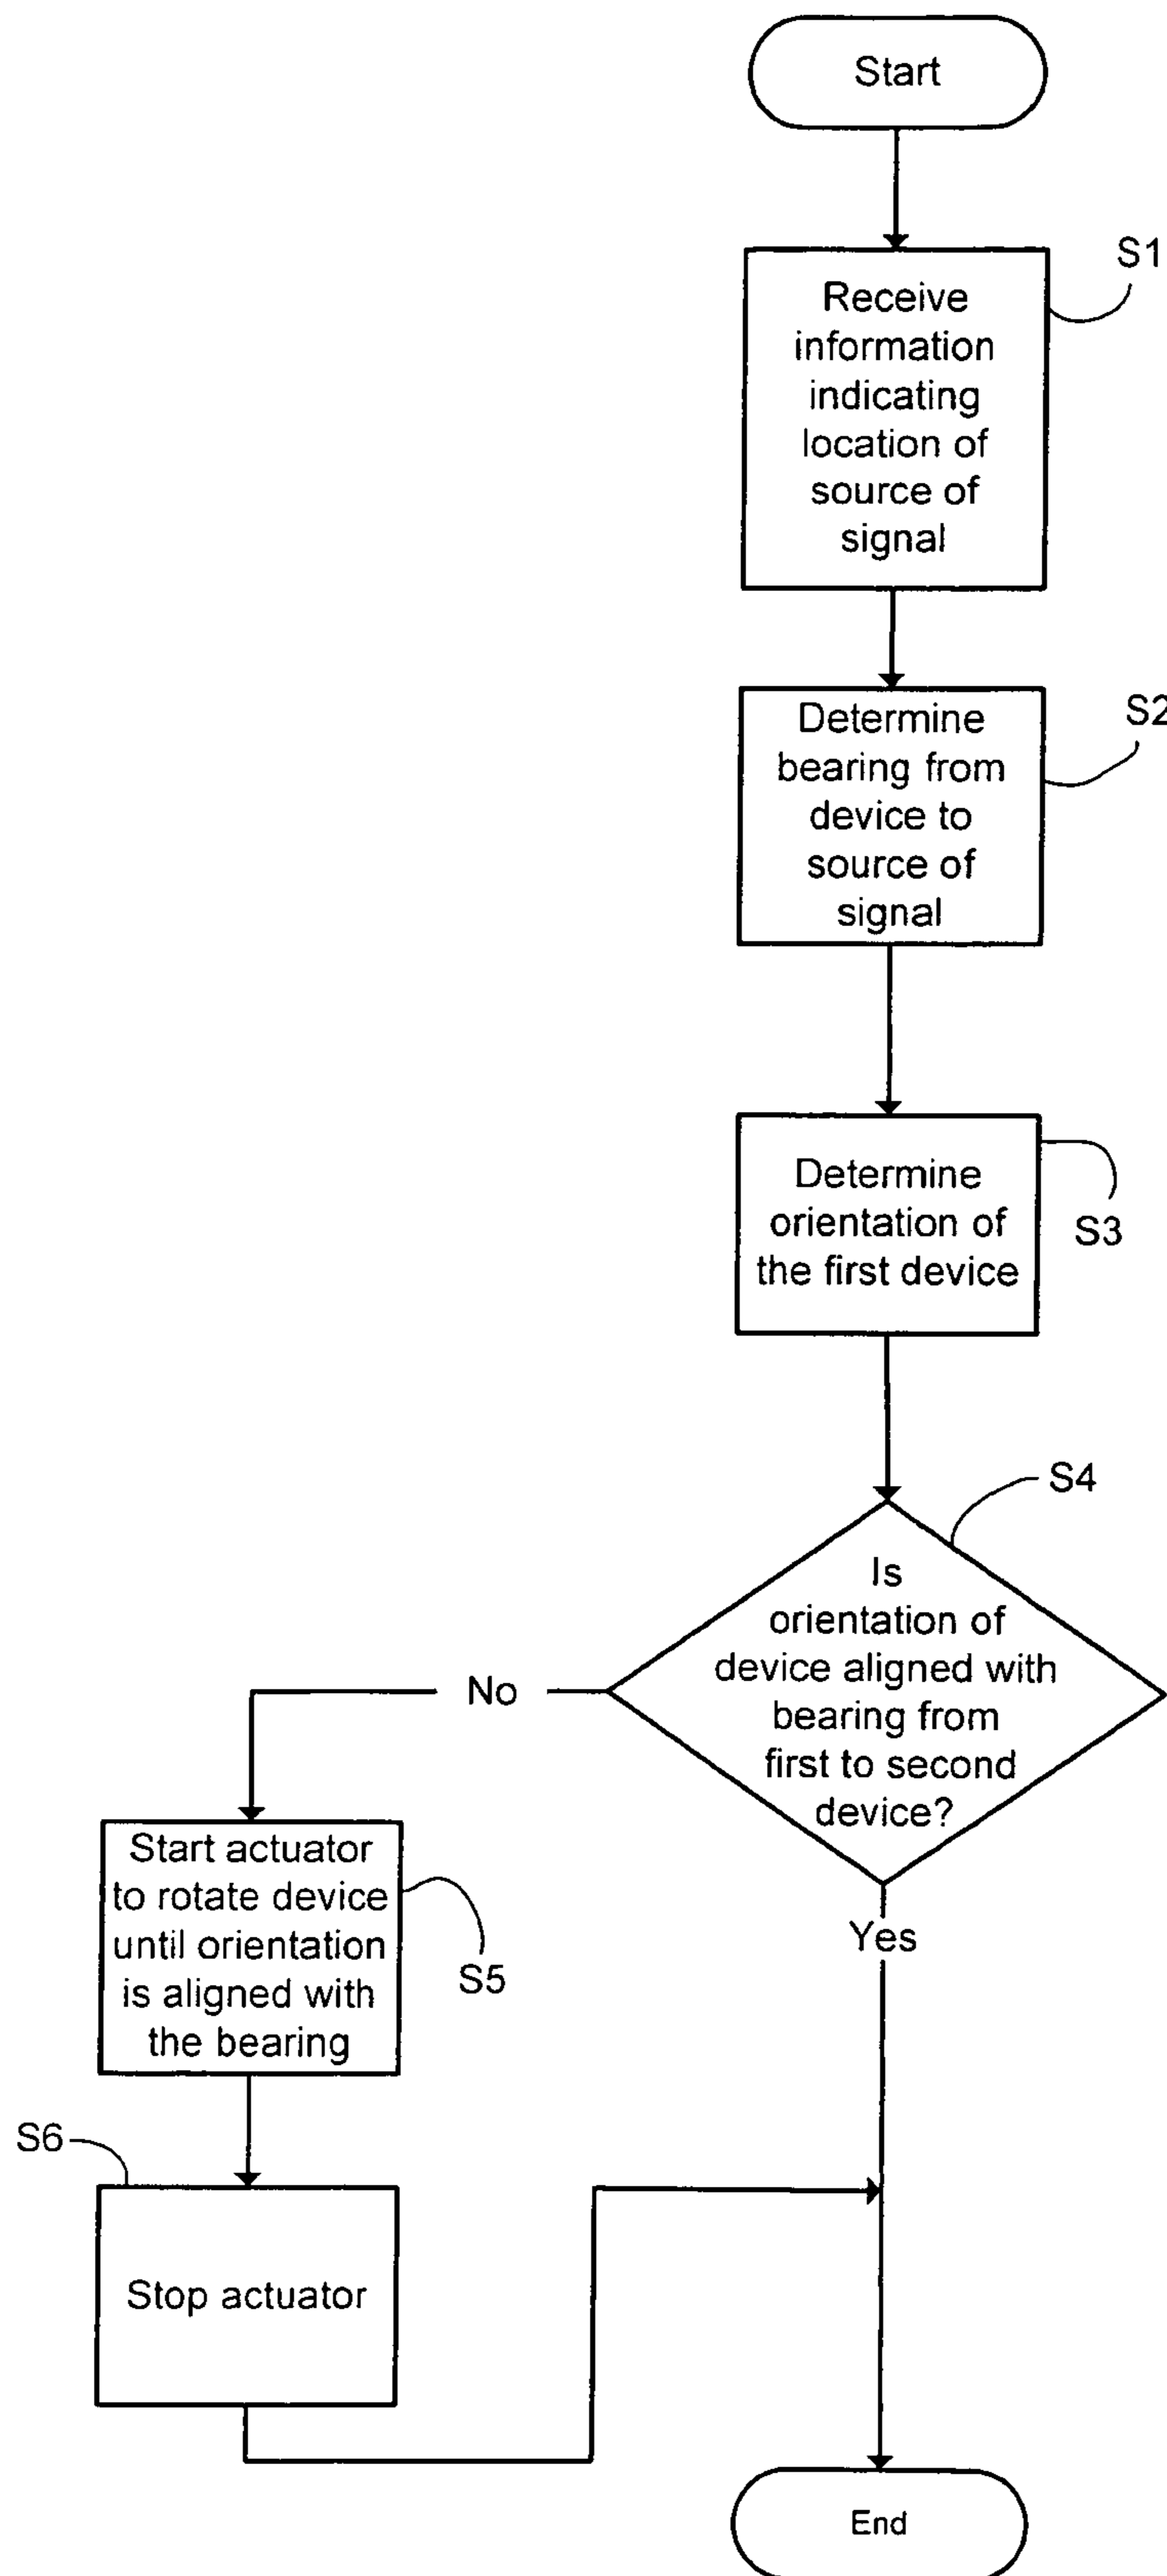 Start
S1
Receive
information
indicating
location of
source of
signal
S2
Determine
bearing from
device to
source of
signal
Determine
orientation of
the first device
S3
S4
Is
orientation of
device aligned with
bearing from
first to second
device?
No
Yes
Start actuator
to rotate device
until orientation
is aligned with
the bearing
S5
S6
Stop actuator
End